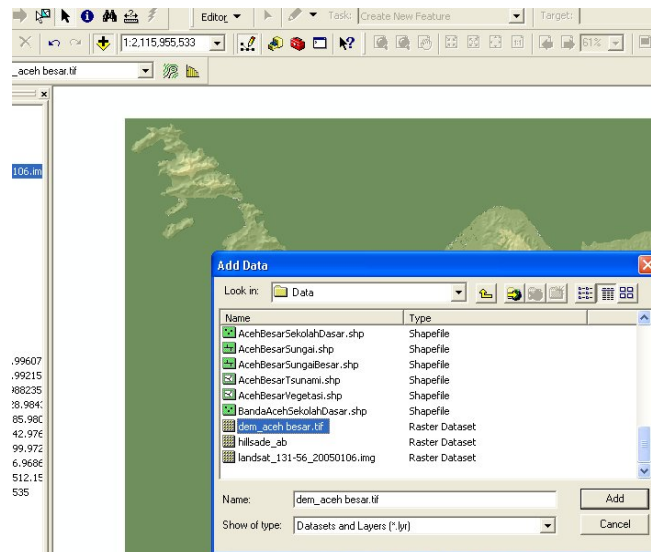 Editor Task: Create New Feature Target:
1:2,115,955,533 61%
_aceh besar.tif
106.im
Add Data
Look in: Data
Name Type
AcehBesarSekolahDasar.shp Shapefile
AcehBesarSungai.shp Shapefile
AcehBesarSungaiBesar.shp Shapefile
AcehBesarTsunami.shp Shapefile
AcehBesarVegetasi.shp Shapefile
BandaAcehSekolahDasar.shp Shapefile
dem_aceh besar.tif Raster Dataset
hillsade_ab Raster Dataset
landsat_131-56_20050106.img Raster Dataset
.99607
.99215
988235
28.984
85.980
42.976
99.972
6.9686
512.15
535
Name: dem_aceh besar.tif Add
Show of type: Datasets and Layers (*.lyr) Cancel